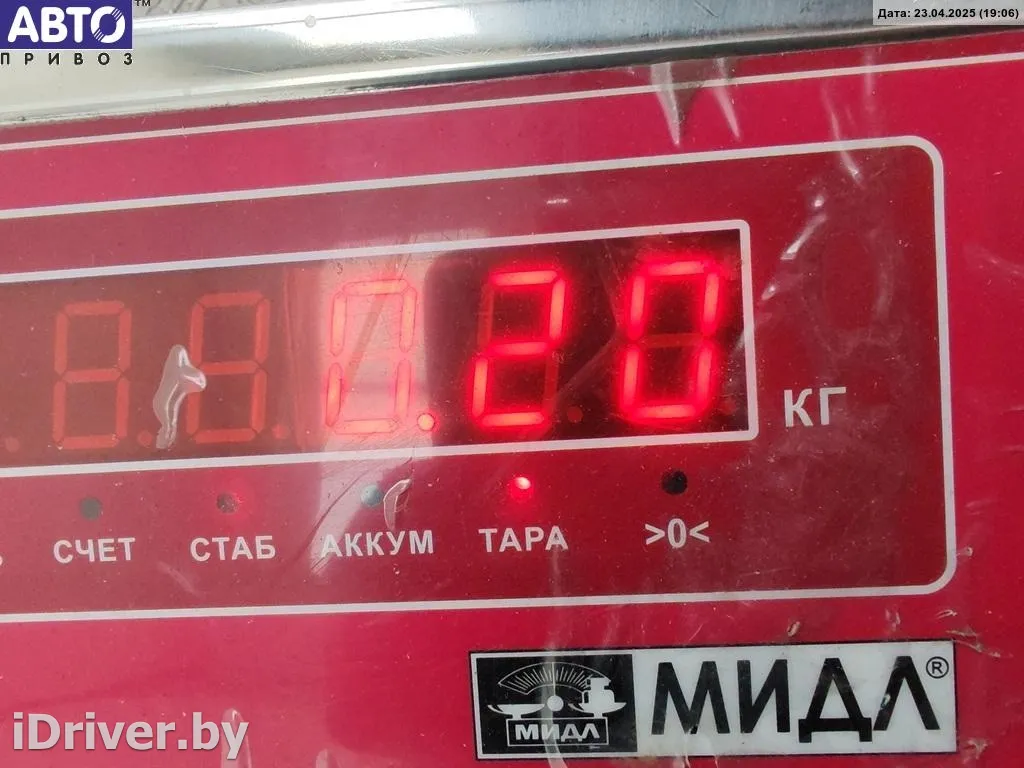 АВТО™
ПРИВОЗ
Дата: 23.04.2025 (19:06)
0.20
КГ
СЧЕТ СТАБ АККУМ ТАРА >0<
МИДЛ
МИДЛ®
iDriver.by